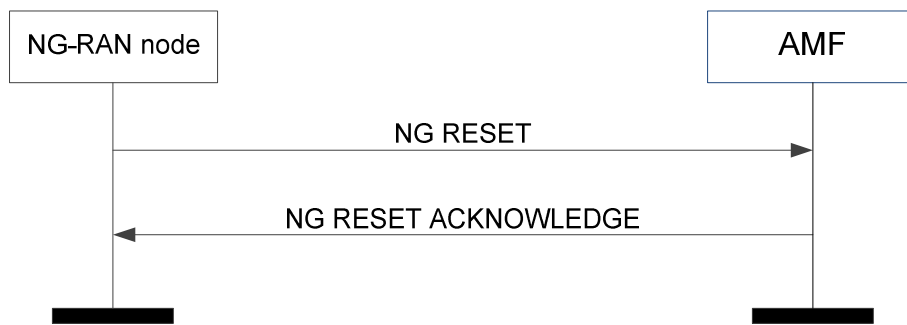 NG-RAN node
AMF
NG RESET
NG RESET ACKNOWLEDGE